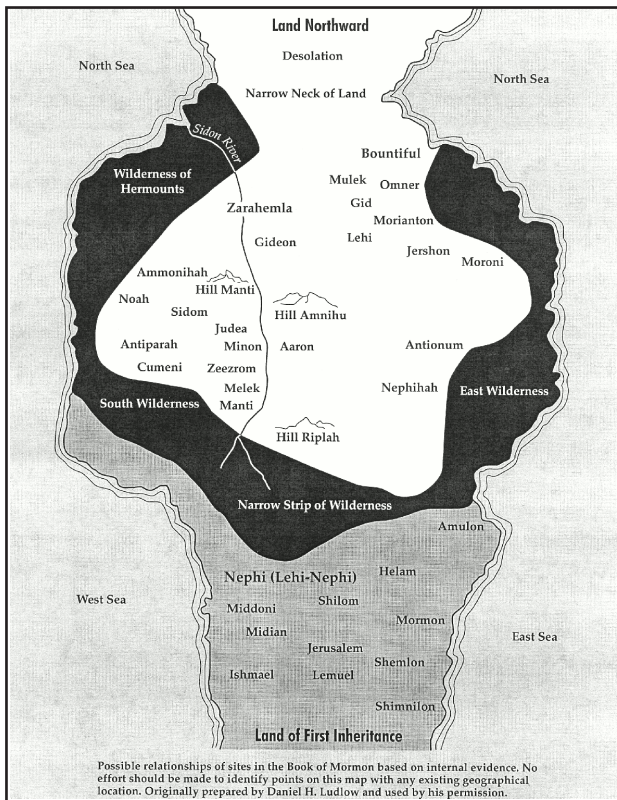 Land Northward
Desolation
North Sea
North Sea
Narrow Neck of Land
Sidon River
Bountiful
Wilderness of
Hermounts
Mulek
Omner
Gid
Zarahemla
Morianton
Gideon
Lehi
Jershon
Moroni
Ammonihah
Hill Manti
Noah
Sidom
Hill Amnihu
Judea
Antiparah
Minon
Aaron
Antionum
Cumeni
Zeezrom
Melek
Nephihah
East Wilderness
South Wilderness
Manti
Hill Riplah
Narrow Strip of Wilderness
Amulon
Nephi (Lehi-Nephi)
Helam
West Sea
Shilom
Middoni
Mormon
Midian
East Sea
Jerusalem
Shemlon
Ishmael
Lemuel
Shimnilon
Land of First Inheritance
Possible relationships of sites in the Book of Mormon based on internal evidence. No
effort should be made to identify points on this map with any existing geographical
location. Originally prepared by Daniel H. Ludlow and used by his permission.